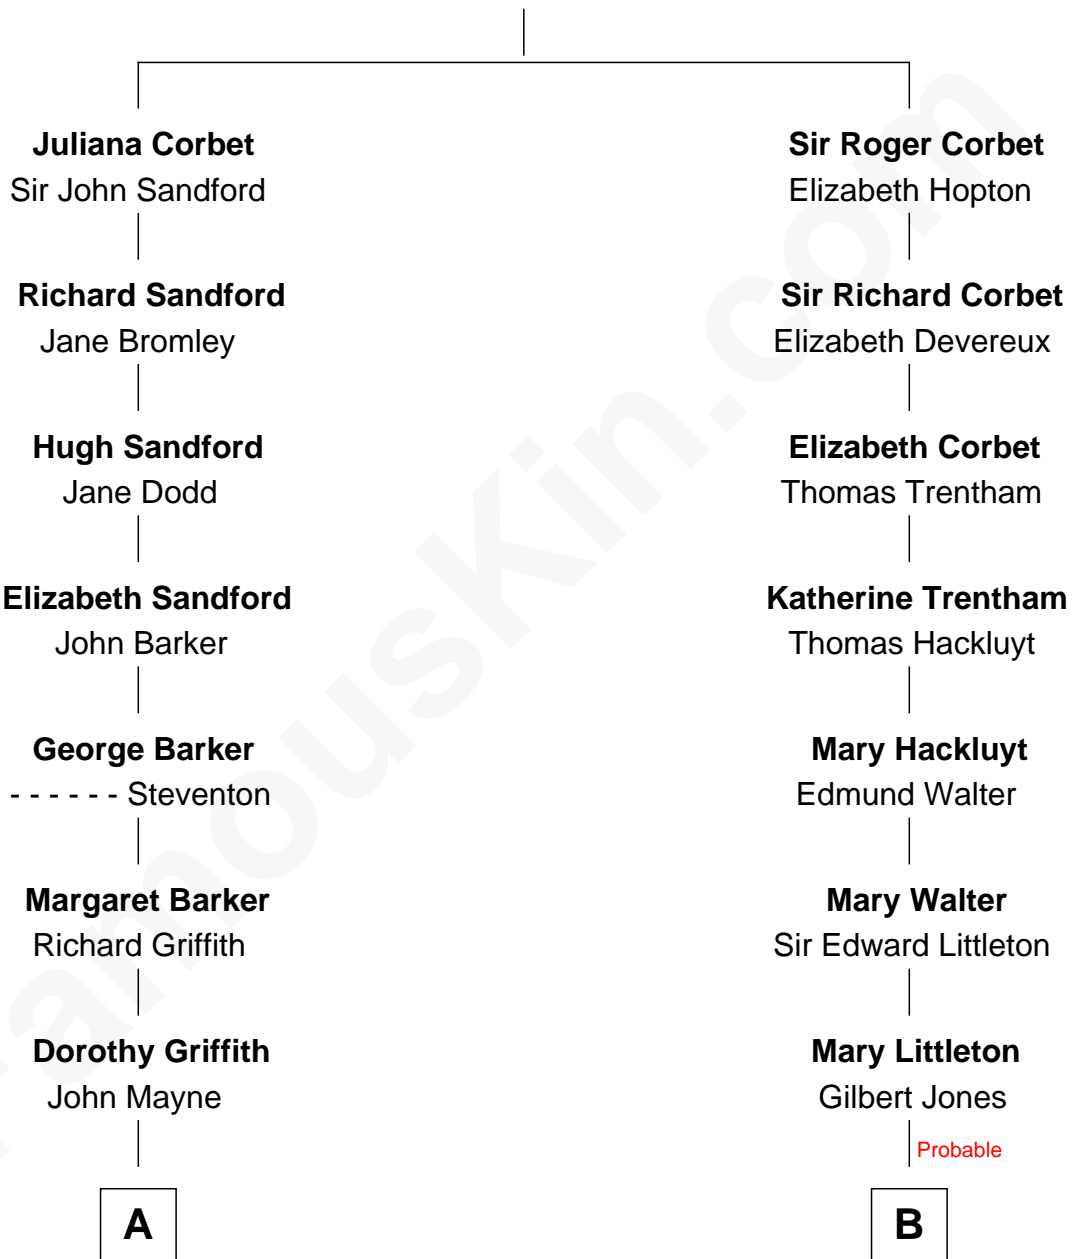 Juliana Corbet
Sir John Sandford
Richard Sandford
Jane Bromley
Hugh Sandford
Jane Dodd
Elizabeth Sandford
John Barker
George Barker
- - - - - - Steventon
Margaret Barker
Richard Griffith
Dorothy Griffith
John Mayne
A
Sir Roger Corbet
Elizabeth Hopton
Sir Richard Corbet
Elizabeth Devereux
Elizabeth Corbet
Thomas Trentham
Katherine Trentham
Thomas Hackluyt
Mary Hackluyt
Edmund Walter
Mary Walter
Sir Edward Littleton
Mary Littleton
Gilbert Jones
Probable
B
FamousKin.com